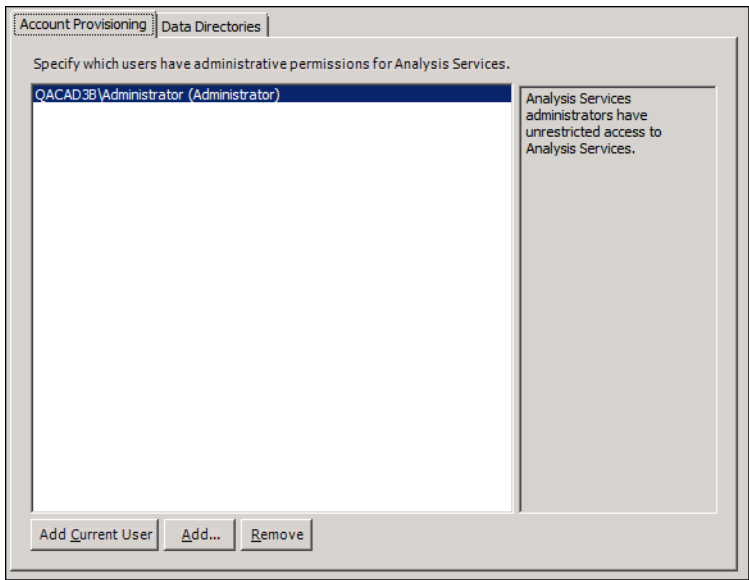 Account Provisioning
Data Directories
Specify which users have administrative permissions for Analysis Services.
QACAD3B\Administrator (Administrator)
Analysis Services
administrators have
unrestricted access to
Analysis Services.
Add Current User
Add...
Remove